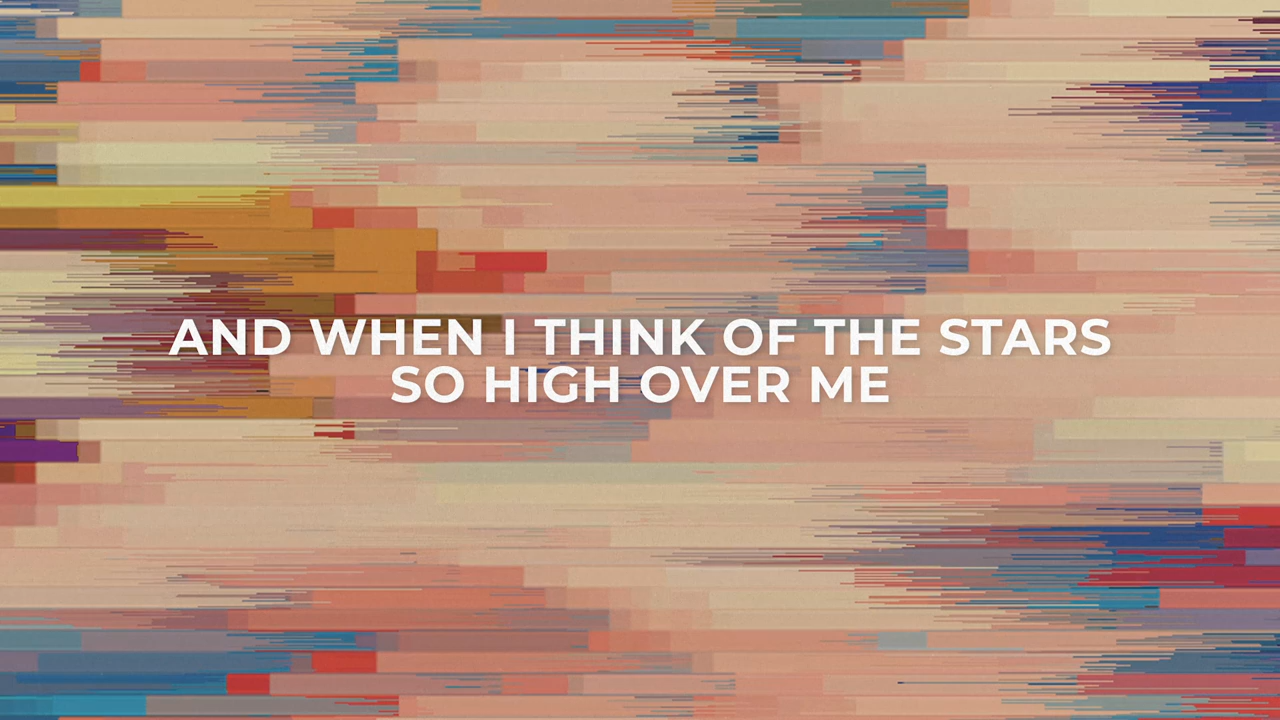 AND WHEN I THINK OF THE STARS
SO HIGH OVER ME